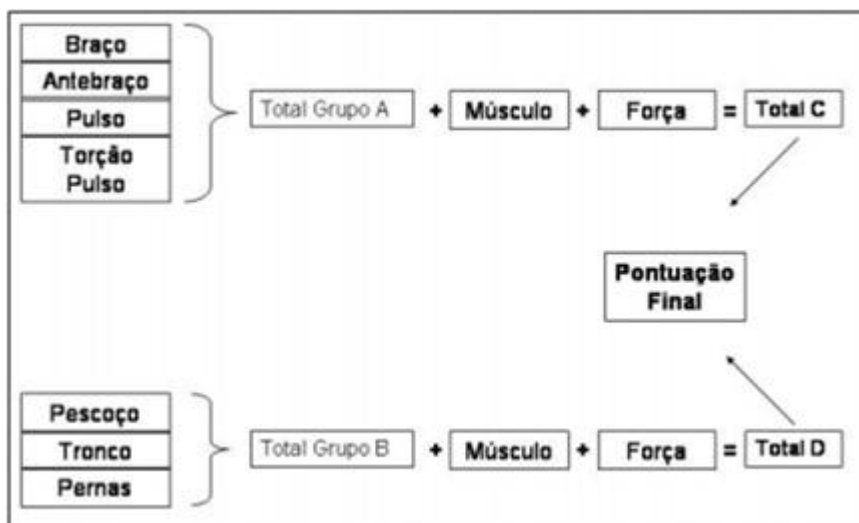 Braço
Antebraço
Pulso
Torção
Pulso
Total Grupo A + Músculo + Força = Total C
Pontuação
Final
Pescoço
Tronco
Pernas
Total Grupo B + Músculo + Força = Total D